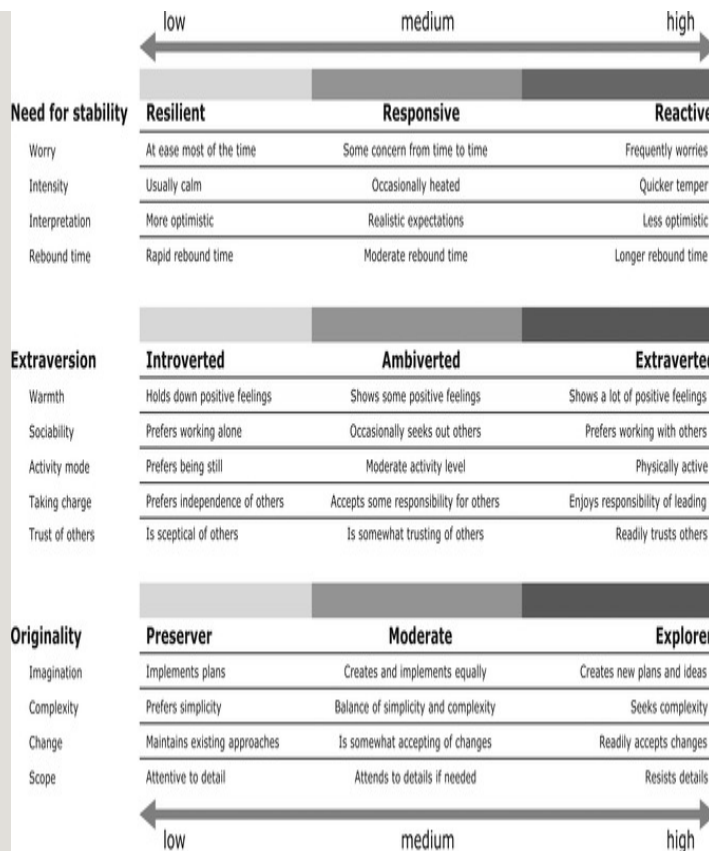 low medium high
Need for stability Resilient Responsive Reactive
Worry At ease most of the time Some concern from time to time Frequently worries
Intensity Usually calm Occasionally heated Quicker temper
Interpretation More optimistic Realistic expectations Less optimistic
Rebound time Rapid rebound time Moderate rebound time Longer rebound time
Extraversion Introverted Ambiverted Extraverted
Warmth Holds down positive feelings Shows some positive feelings Shows a lot of positive feelings
Sociability Prefers working alone Occasionally seeks out others Prefers working with others
Activity mode Prefers being still Moderate activity level Physically active
Taking charge Prefers independence of others Accepts some responsibility for others Enjoys responsibility of leading
Trust of others Is sceptical of others Is somewhat trusting of others Readily trusts others
Originality Preserver Moderate Explorer
Imagination Implements plans Creates and implements equally Creates new plans and ideas
Complexity Prefers simplicity Balance of simplicity and complexity Seeks complexity
Change Maintains existing approaches Is somewhat accepting of changes Readily accepts changes
Scope Attentive to detail Attends to details if needed Resists details
low medium high